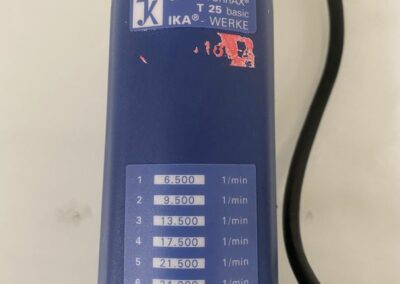 JK
T 25 basic
IKA® - WERKE
1 6.500 1/min
2 9.500 1/min
3 13.500 1/min
4 17.500 1/min
5 21.500 1/min